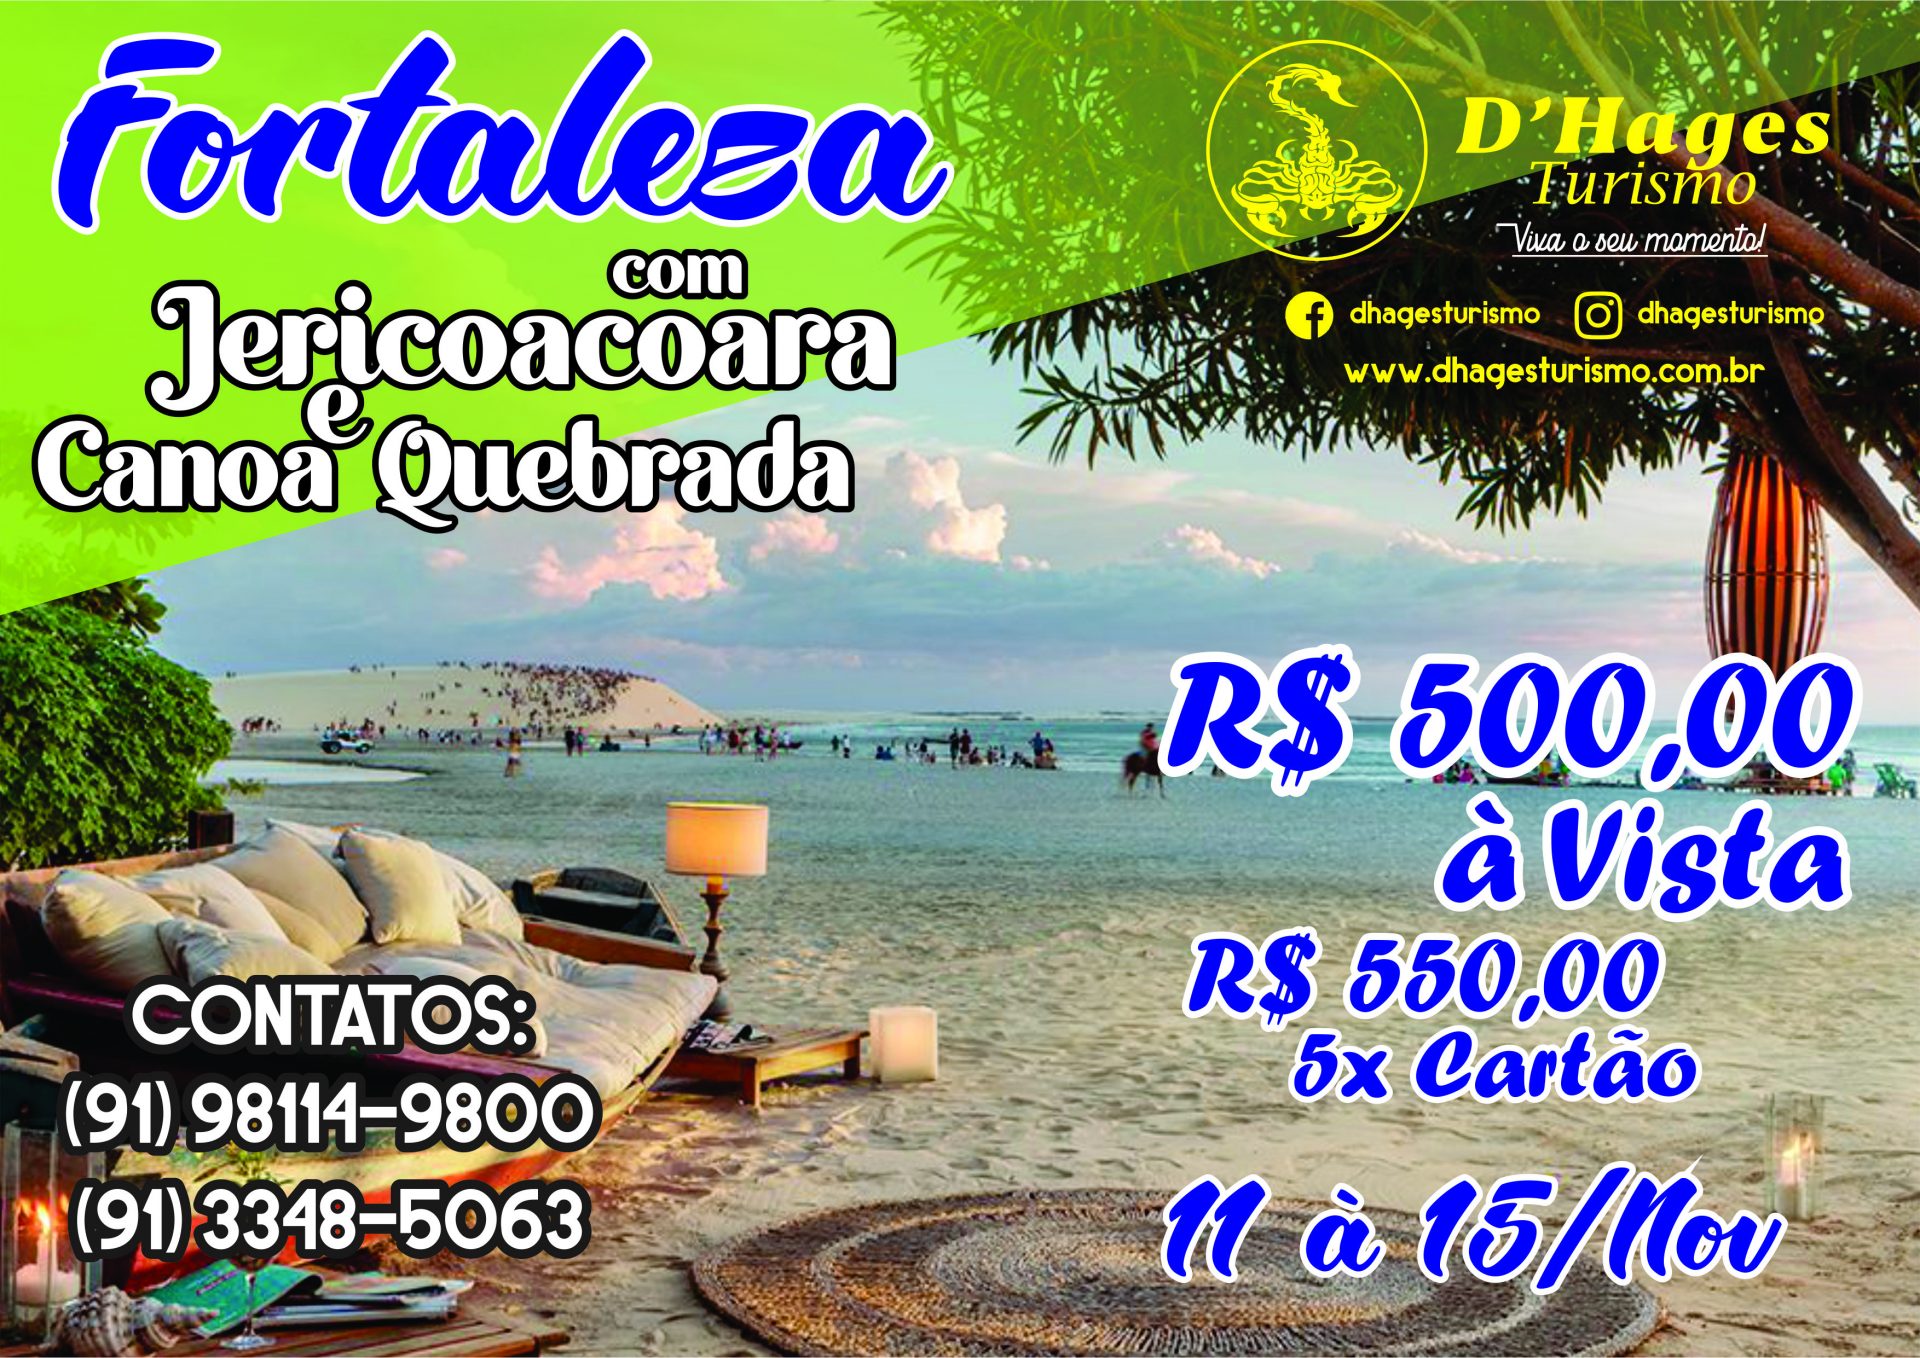 Fortaleza
com
Jericoacoara
e
Canoa Quebrada
D'Hages
Turismo
Viva o seu momento!
dhagesturismo dhagesturismo
www.dhagesturismo.com.br
R$ 500,00
à Vista
R$ 550,00
5x Cartão
11 à 15/Nov
CONTATOS:
(91) 98114-9800
(91) 3348-5063